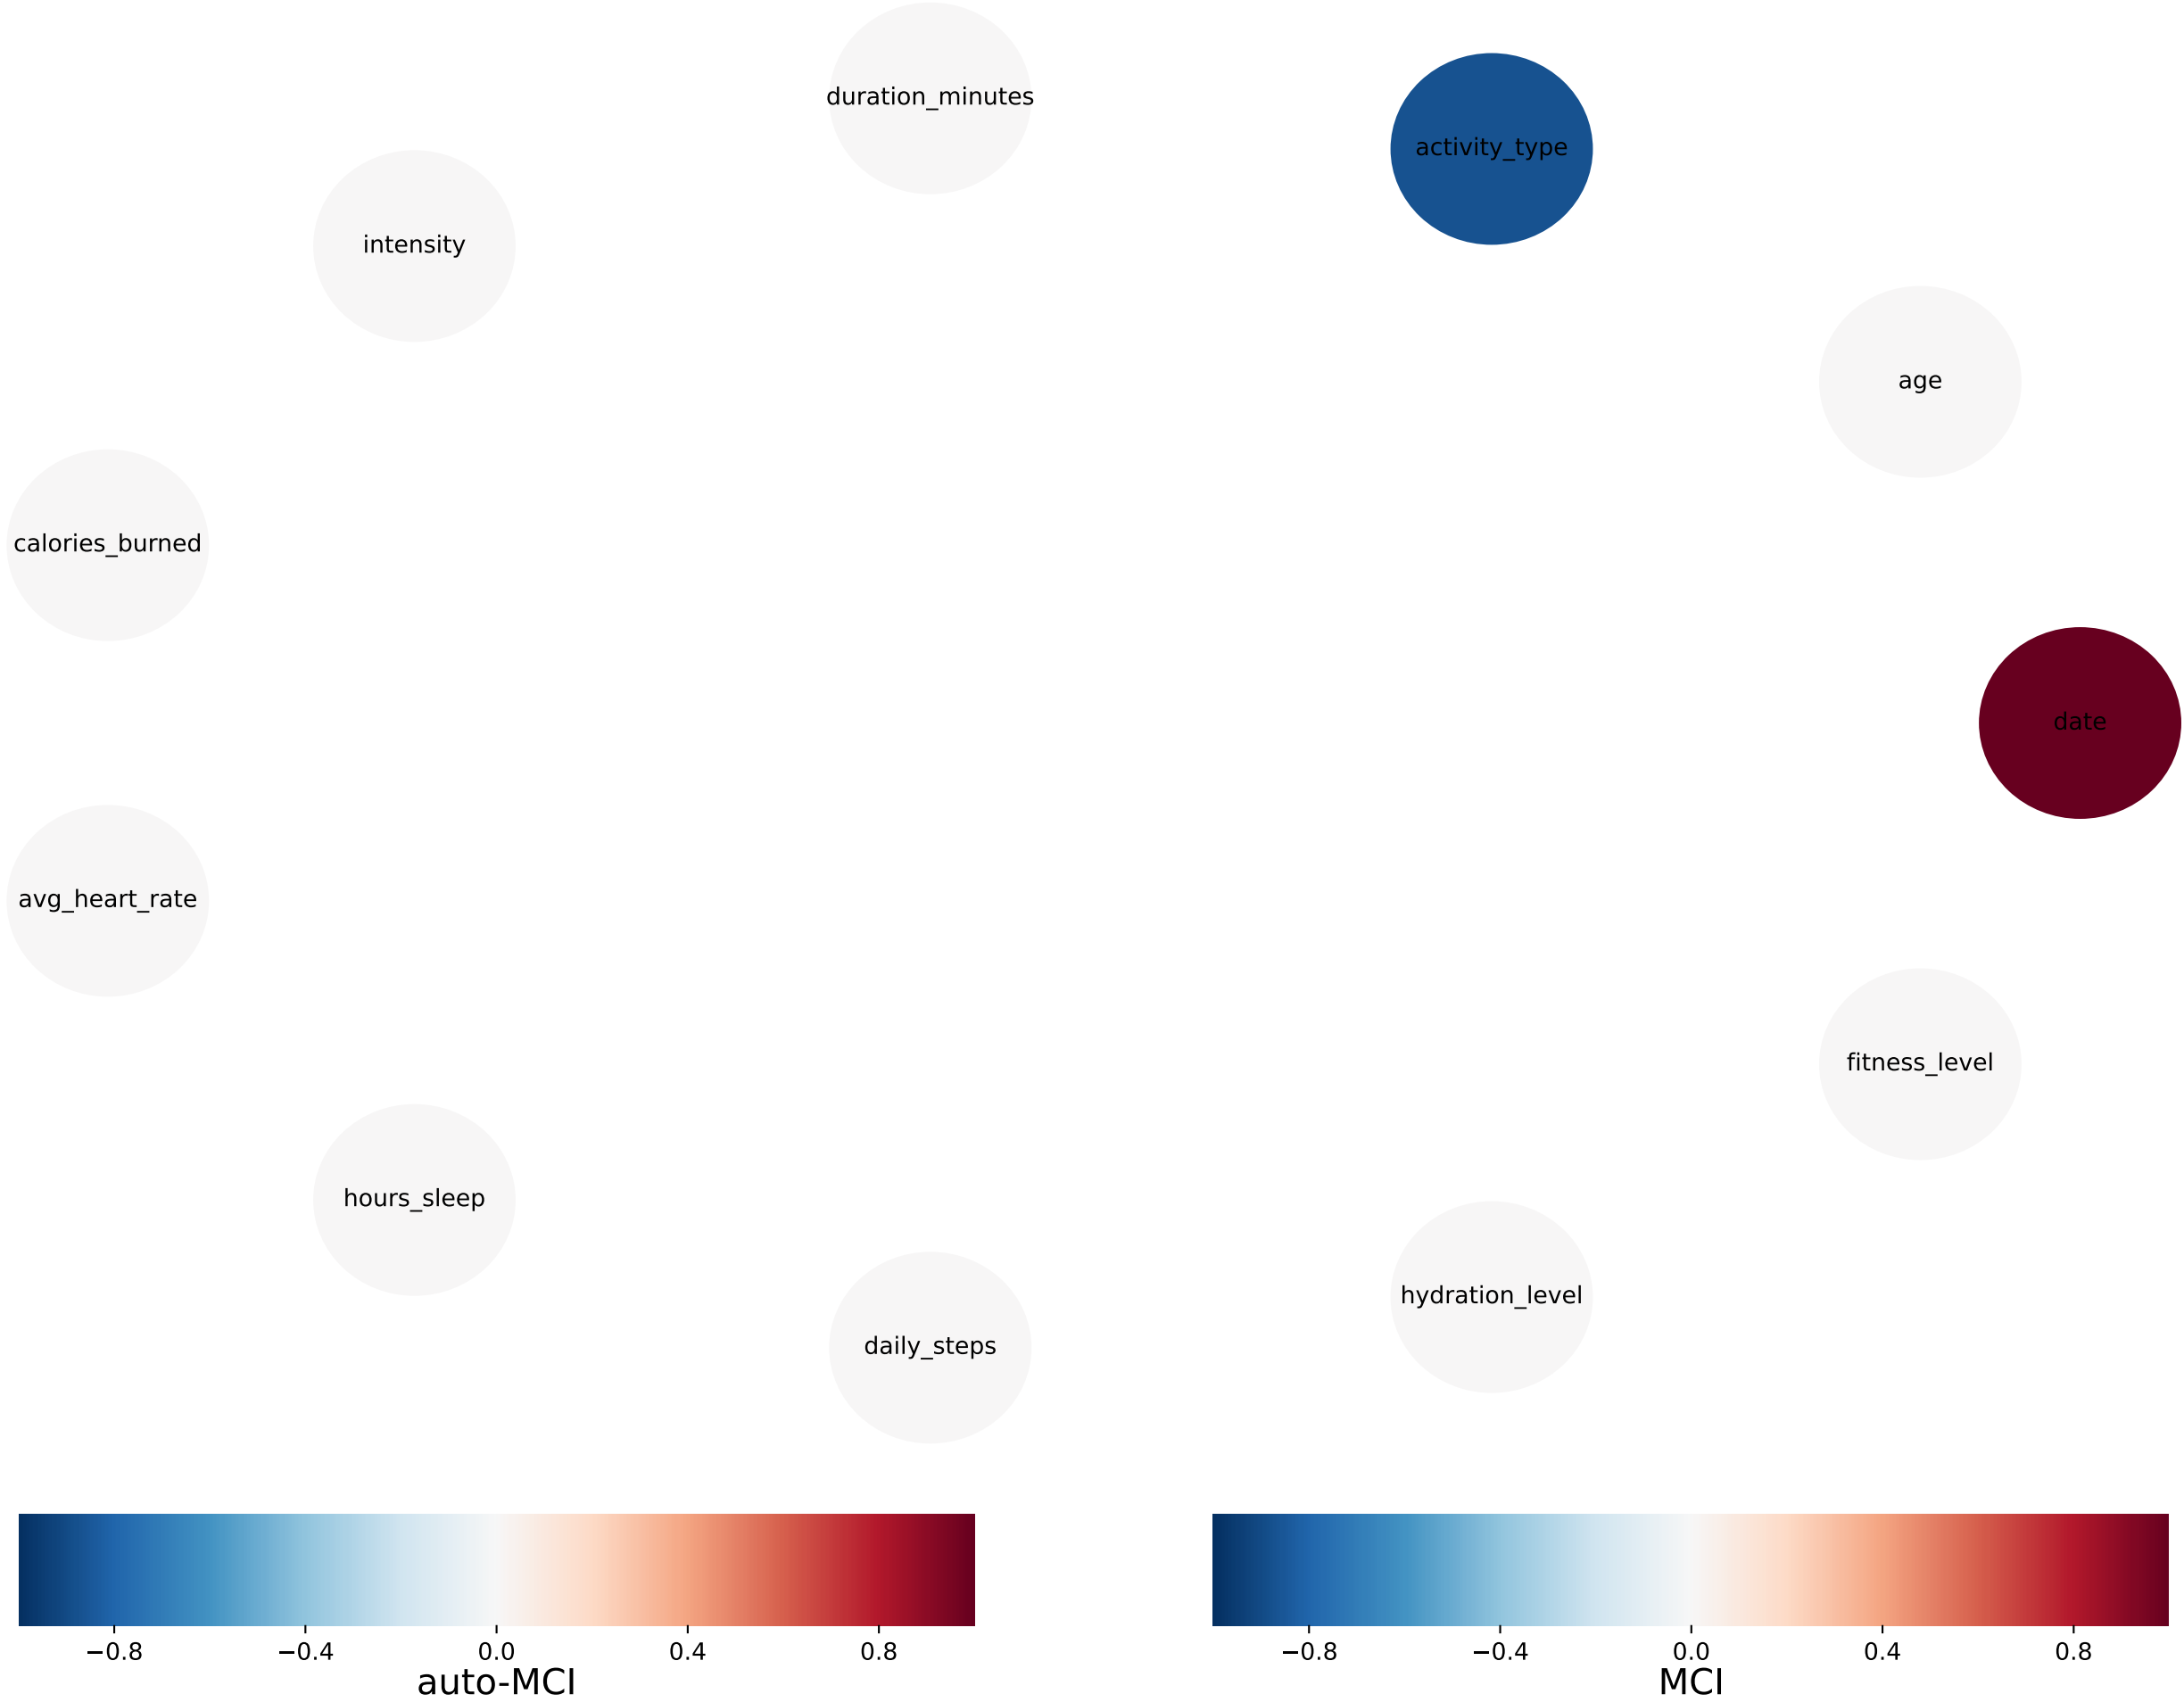 duration_minutes
activity_type
intensity
age
calories_burned
date
avg_heart_rate
fitness_level
hours_sleep
hydration_level
daily_steps
−0.8 −0.4 0.0 0.4 0.8
auto-MCI
−0.8 −0.4 0.0 0.4 0.8
MCI